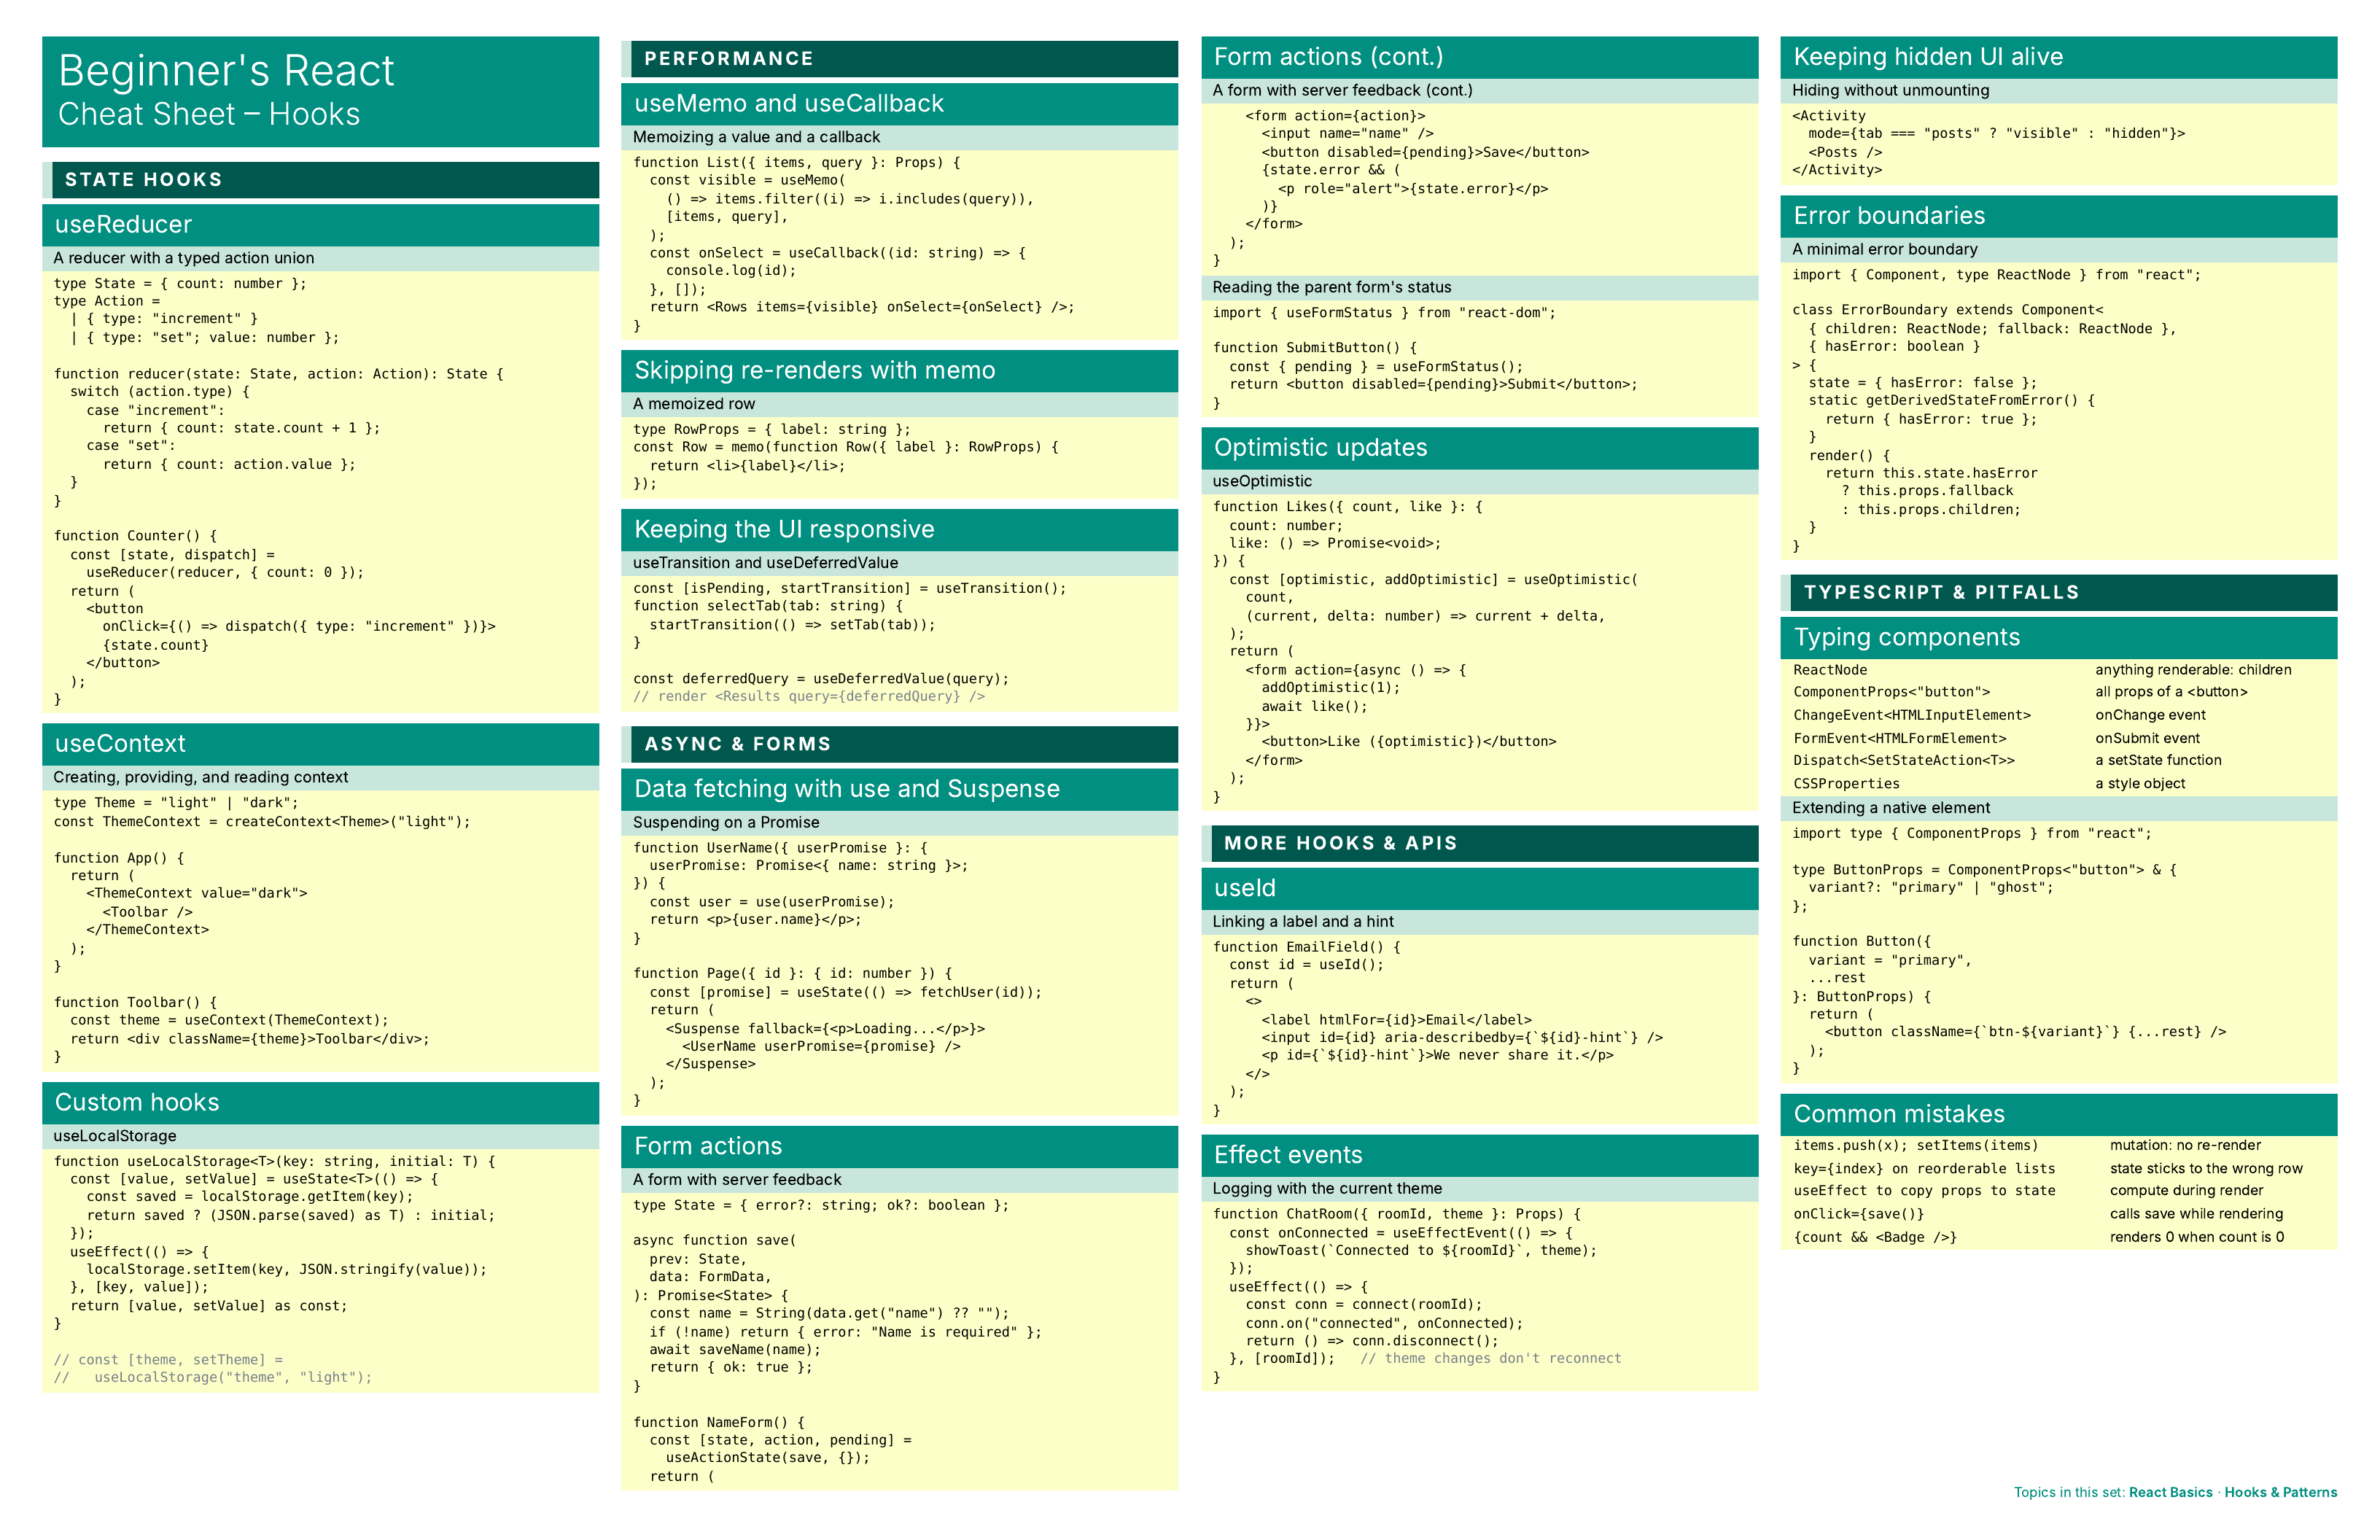 Beginner's React
Cheat Sheet – Hooks
STATE HOOKS
useReducer
A reducer with a typed action union
type State = { count: number };
type Action =
  | { type: "increment" }
  | { type: "set"; value: number };

function reducer(state: State, action: Action): State {
  switch (action.type) {
    case "increment":
      return { count: state.count + 1 };
    case "set":
      return { count: action.value };
  }
}

function Counter() {
  const [state, dispatch] =
    useReducer(reducer, { count: 0 });
  return (
    <button
      onClick={() => dispatch({ type: "increment" })}>
      {state.count}
    </button>
  );
}
useContext
Creating, providing, and reading context
type Theme = "light" | "dark";
const ThemeContext = createContext<Theme>("light");

function App() {
  return (
    <ThemeContext value="dark">
      <Toolbar />
    </ThemeContext>
  );
}

function Toolbar() {
  const theme = useContext(ThemeContext);
  return <div className={theme}>Toolbar</div>;
}
Custom hooks
useLocalStorage
function useLocalStorage<T>(key: string, initial: T) {
  const [value, setValue] = useState<T>(() => {
    const saved = localStorage.getItem(key);
    return saved ? (JSON.parse(saved) as T) : initial;
  });
  useEffect(() => {
    localStorage.setItem(key, JSON.stringify(value));
  }, [key, value]);
  return [value, setValue] as const;
}

// const [theme, setTheme] =
//   useLocalStorage("theme", "light");
PERFORMANCE
useMemo and useCallback
Memoizing a value and a callback
function List({ items, query }: Props) {
  const visible = useMemo(
    () => items.filter((i) => i.includes(query)),
    [items, query],
  );
  const onSelect = useCallback((id: string) => {
    console.log(id);
  }, []);
  return <Rows items={visible} onSelect={onSelect} />;
}
Skipping re-renders with memo
A memoized row
type RowProps = { label: string };
const Row = memo(function Row({ label }: RowProps) {
  return <li>{label}</li>;
});
Keeping the UI responsive
useTransition and useDeferredValue
const [isPending, startTransition] = useTransition();
function selectTab(tab: string) {
  startTransition(() => setTab(tab));
}

const deferredQuery = useDeferredValue(query);
// render <Results query={deferredQuery} />
ASYNC & FORMS
Data fetching with use and Suspense
Suspending on a Promise
function UserName({ userPromise }: {
  userPromise: Promise<{ name: string }>;
}) {
  const user = use(userPromise);
  return <p>{user.name}</p>;
}

function Page({ id }: { id: number }) {
  const [promise] = useState(() => fetchUser(id));
  return (
    <Suspense fallback={<p>Loading...</p>}>
      <UserName userPromise={promise} />
    </Suspense>
  );
}
Form actions
A form with server feedback
type State = { error?: string; ok?: boolean };

async function save(
  prev: State,
  data: FormData,
): Promise<State> {
  const name = String(data.get("name") ?? "");
  if (!name) return { error: "Name is required" };
  await saveName(name);
  return { ok: true };
}

function NameForm() {
  const [state, action, pending] =
    useActionState(save, {});
  return (
Form actions (cont.)
A form with server feedback (cont.)
    <form action={action}>
      <input name="name" />
      <button disabled={pending}>Save</button>
      {state.error && (
        <p role="alert">{state.error}</p>
      )}
    </form>
  );
}
Reading the parent form's status
import { useFormStatus } from "react-dom";

function SubmitButton() {
  const { pending } = useFormStatus();
  return <button disabled={pending}>Submit</button>;
}
Optimistic updates
useOptimistic
function Likes({ count, like }: {
  count: number;
  like: () => Promise<void>;
}) {
  const [optimistic, addOptimistic] = useOptimistic(
    count,
    (current, delta: number) => current + delta,
  );
  return (
    <form action={async () => {
      addOptimistic(1);
      await like();
    }}>
      <button>Like ({optimistic})</button>
    </form>
  );
}
MORE HOOKS & APIS
useId
Linking a label and a hint
function EmailField() {
  const id = useId();
  return (
    <>
      <label htmlFor={id}>Email</label>
      <input id={id} aria-describedby={`${id}-hint`} />
      <p id={`${id}-hint`}>We never share it.</p>
    </>
  );
}
Effect events
Logging with the current theme
function ChatRoom({ roomId, theme }: Props) {
  const onConnected = useEffectEvent(() => {
    showToast(`Connected to ${roomId}`, theme);
  });
  useEffect(() => {
    const conn = connect(roomId);
    conn.on("connected", onConnected);
    return () => conn.disconnect();
  }, [roomId]);   // theme changes don't reconnect
}
Keeping hidden UI alive
Hiding without unmounting
<Activity
  mode={tab === "posts" ? "visible" : "hidden"}>
  <Posts />
</Activity>
Error boundaries
A minimal error boundary
import { Component, type ReactNode } from "react";

class ErrorBoundary extends Component<
  { children: ReactNode; fallback: ReactNode },
  { hasError: boolean }
> {
  state = { hasError: false };
  static getDerivedStateFromError() {
    return { hasError: true };
  }
  render() {
    return this.state.hasError
      ? this.props.fallback
      : this.props.children;
  }
}
TYPESCRIPT & PITFALLS
Typing components
ReactNode anything renderable: children
ComponentProps<"button"> all props of a <button>
ChangeEvent<HTMLInputElement> onChange event
FormEvent<HTMLFormElement> onSubmit event
Dispatch<SetStateAction<T>> a setState function
CSSProperties a style object
Extending a native element
import type { ComponentProps } from "react";

type ButtonProps = ComponentProps<"button"> & {
  variant?: "primary" | "ghost";
};

function Button({
  variant = "primary",
  ...rest
}: ButtonProps) {
  return (
    <button className={`btn-${variant}`} {...rest} />
  );
}
Common mistakes
items.push(x); setItems(items) mutation: no re-render
key={index} on reorderable lists state sticks to the wrong row
useEffect to copy props to state compute during render
onClick={save()} calls save while rendering
{count && <Badge />} renders 0 when count is 0
Topics in this set: React Basics · Hooks & Patterns